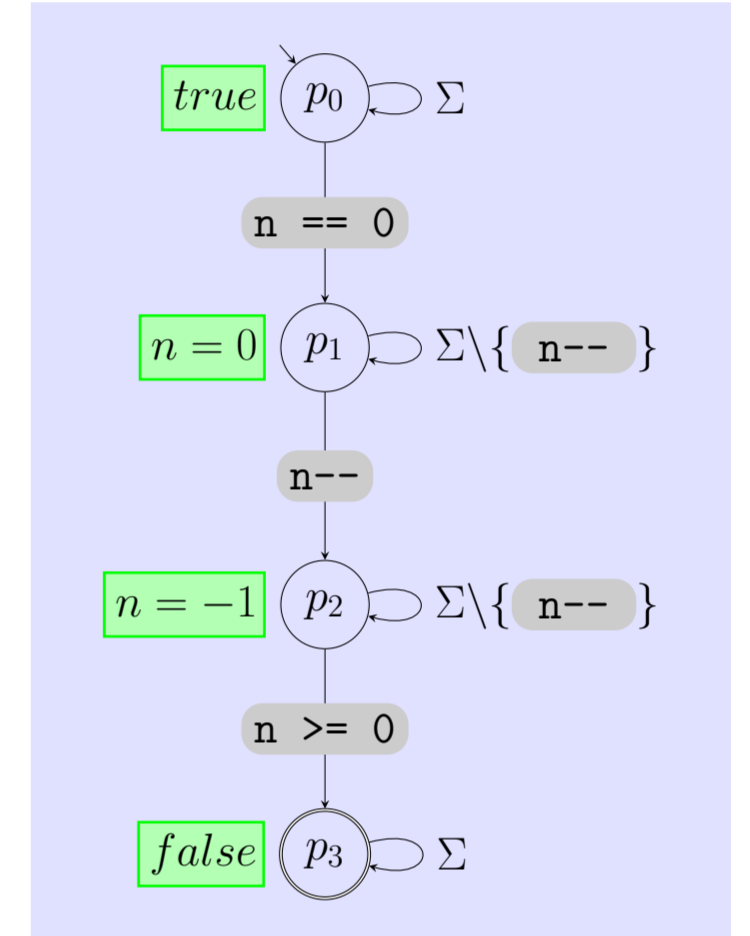 true p₀ Σ
n == 0
n = 0 p₁ Σ\{ n-- }
n--
n = −1 p₂ Σ\{ n-- }
n >= 0
false p₃ Σ